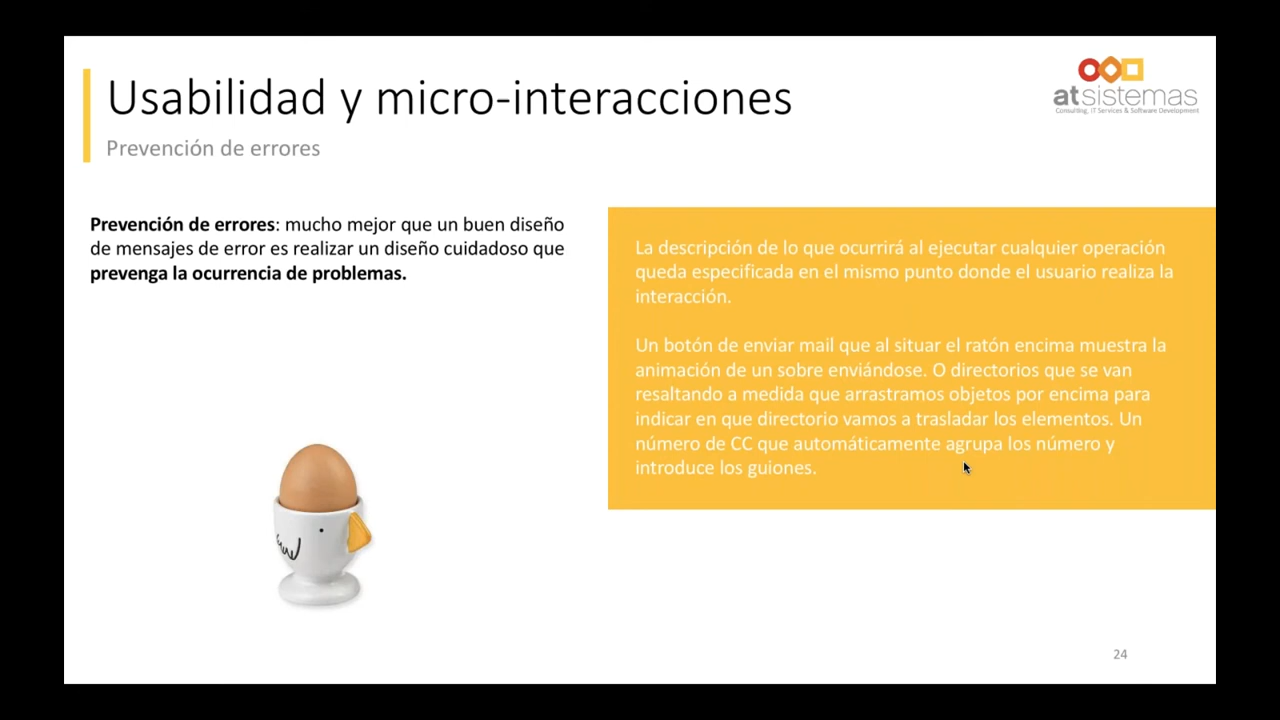 Usabilidad y micro-interacciones
Prevención de errores
atsistemas
Consulting, IT Services & Software Development
Prevención de errores: mucho mejor que un buen diseño
de mensajes de error es realizar un diseño cuidadoso que
prevenga la ocurrencia de problemas.
La descripción de lo que ocurrirá al ejecutar cualquier operación
queda especificada en el mismo punto donde el usuario realiza la
interacción.
Un botón de enviar mail que al situar el ratón encima muestra la
animación de un sobre enviándose. O directorios que se van
resaltando a medida que arrastramos objetos por encima para
indicar en que directorio vamos a trasladar los elementos. Un
número de CC que automáticamente agrupa los número y
introduce los guiones.
24